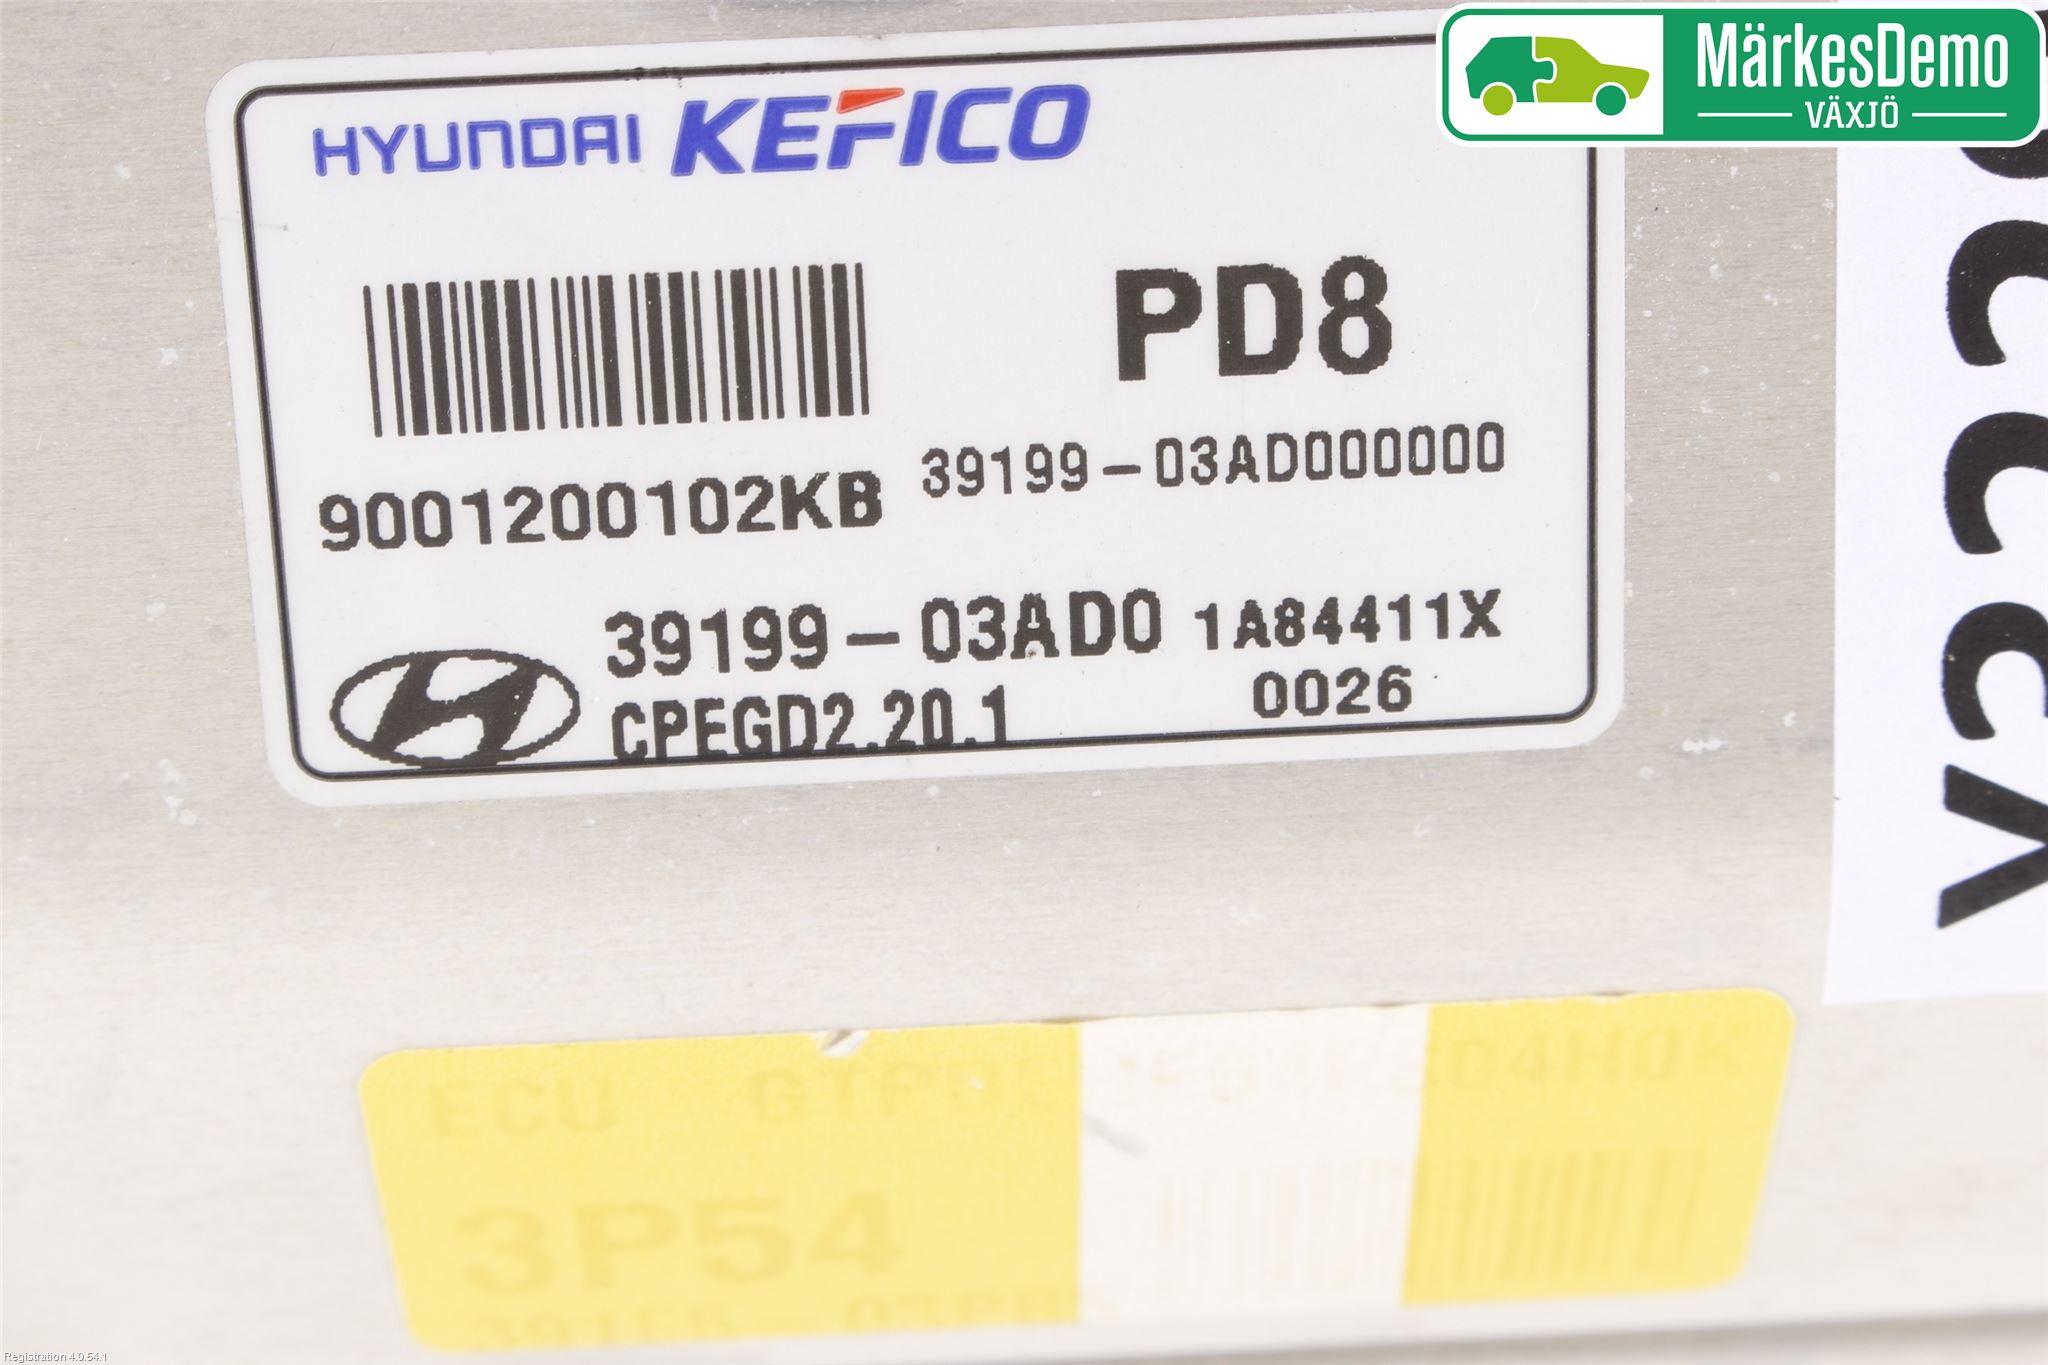 MärkesDemo
VÄXJÖ
HYUNDAI KEFICO
PD8
9001200102KB
39199-03AD000000
39199-03AD0 1A84411X
CPEGD2.20.1 0026
ECU
3P54
Registration 4.0.54.1